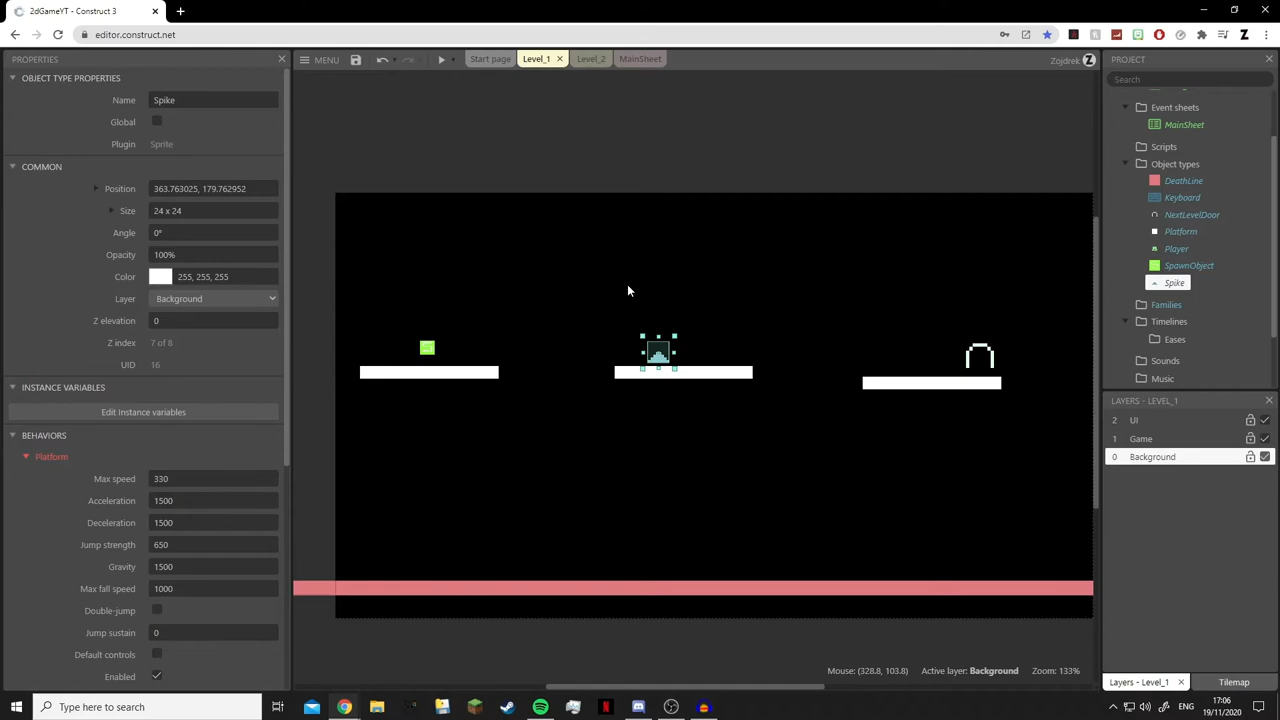 2dGameYT - Construct 3
editor.construct.net
PROPERTIES
OBJECT TYPE PROPERTIES
Name Spike
Global
Plugin Sprite
COMMON
Position 363.763025, 179.762952
Size 24 x 24
Angle 0°
Opacity 100%
Color 255, 255, 255
Layer Background
Z elevation 0
Z index 7 of 8
UID 16
INSTANCE VARIABLES
Edit Instance variables
BEHAVIORS
Platform
Max speed 330
Acceleration 1500
Deceleration 1500
Jump strength 650
Gravity 1500
Max fall speed 1000
Double-jump
Jump sustain 0
Default controls
Enabled
MENU
Start page
Level_1
Level_2
MainSheet
Zojdrek Z
Mouse: (328.8, 103.8) Active layer: Background Zoom: 133%
PROJECT
Search
Event sheets
MainSheet
Scripts
Object types
DeathLine
Keyboard
NextLevelDoor
Platform
Player
SpawnObject
Spike
Families
Timelines
Eases
Sounds
Music
LAYERS - LEVEL_1
2 UI
1 Game
0 Background
Layers - Level_1
Tilemap
Type here to search
ENG
17:06
19/11/2020